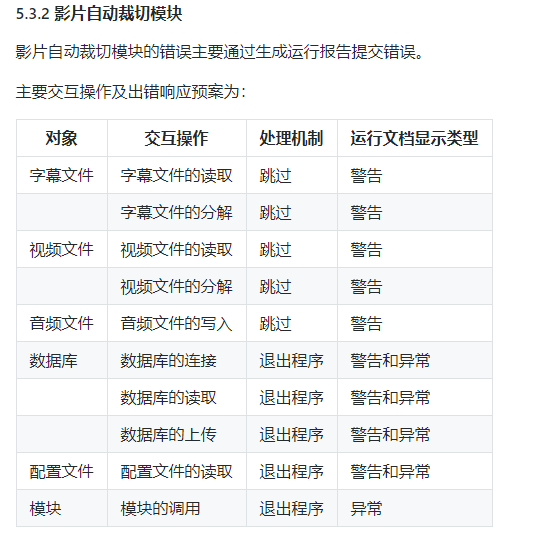 5.3.2 影片自动裁切模块
影片自动裁切模块的错误主要通过生成运行报告提交错误。
主要交互操作及出错响应预案为：
对象 交互操作 处理机制 运行文档显示类型
字幕文件 字幕文件的读取 跳过 警告
字幕文件的分解 跳过 警告
视频文件 视频文件的读取 跳过 警告
视频文件的分解 跳过 警告
音频文件 音频文件的写入 跳过 警告
数据库 数据库的连接 退出程序 警告和异常
数据库的读取 退出程序 警告和异常
数据库的上传 退出程序 警告和异常
配置文件 配置文件的读取 退出程序 警告和异常
模块 模块的调用 退出程序 异常